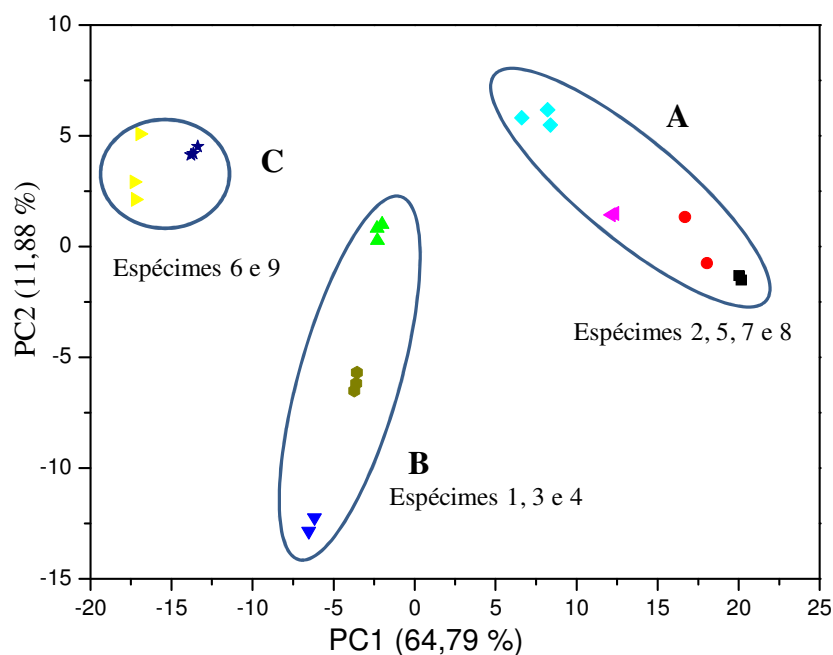 10
5
0
-5
-10
-15
PC2 (11,88 %)
A
C
Espécimes 6 e 9
Espécimes 2, 5, 7 e 8
B
Espécimes 1, 3 e 4
-20 -15 -10 -5 0 5 10 15 20 25
PC1 (64,79 %)